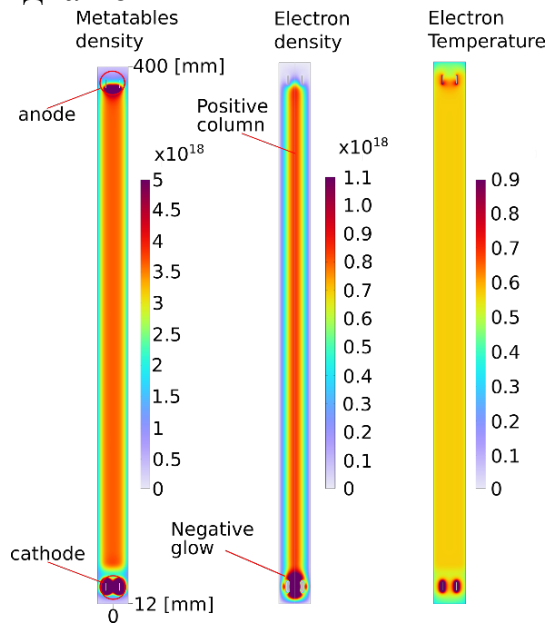 Metatables
density
Electron
density
Electron
Temperature
400 [mm]
anode
Positive
column
x10^18
5
4.5
4
3.5
3
2.5
2
1.5
1
0.5
0
x10^18
1.1
1.0
0.9
0.8
0.7
0.6
0.5
0.4
0.3
0.2
0.1
0
0.9
0.8
0.7
0.6
0.5
0.4
0.3
0.2
0.1
0
Negative
glow
cathode
12 [mm]
0